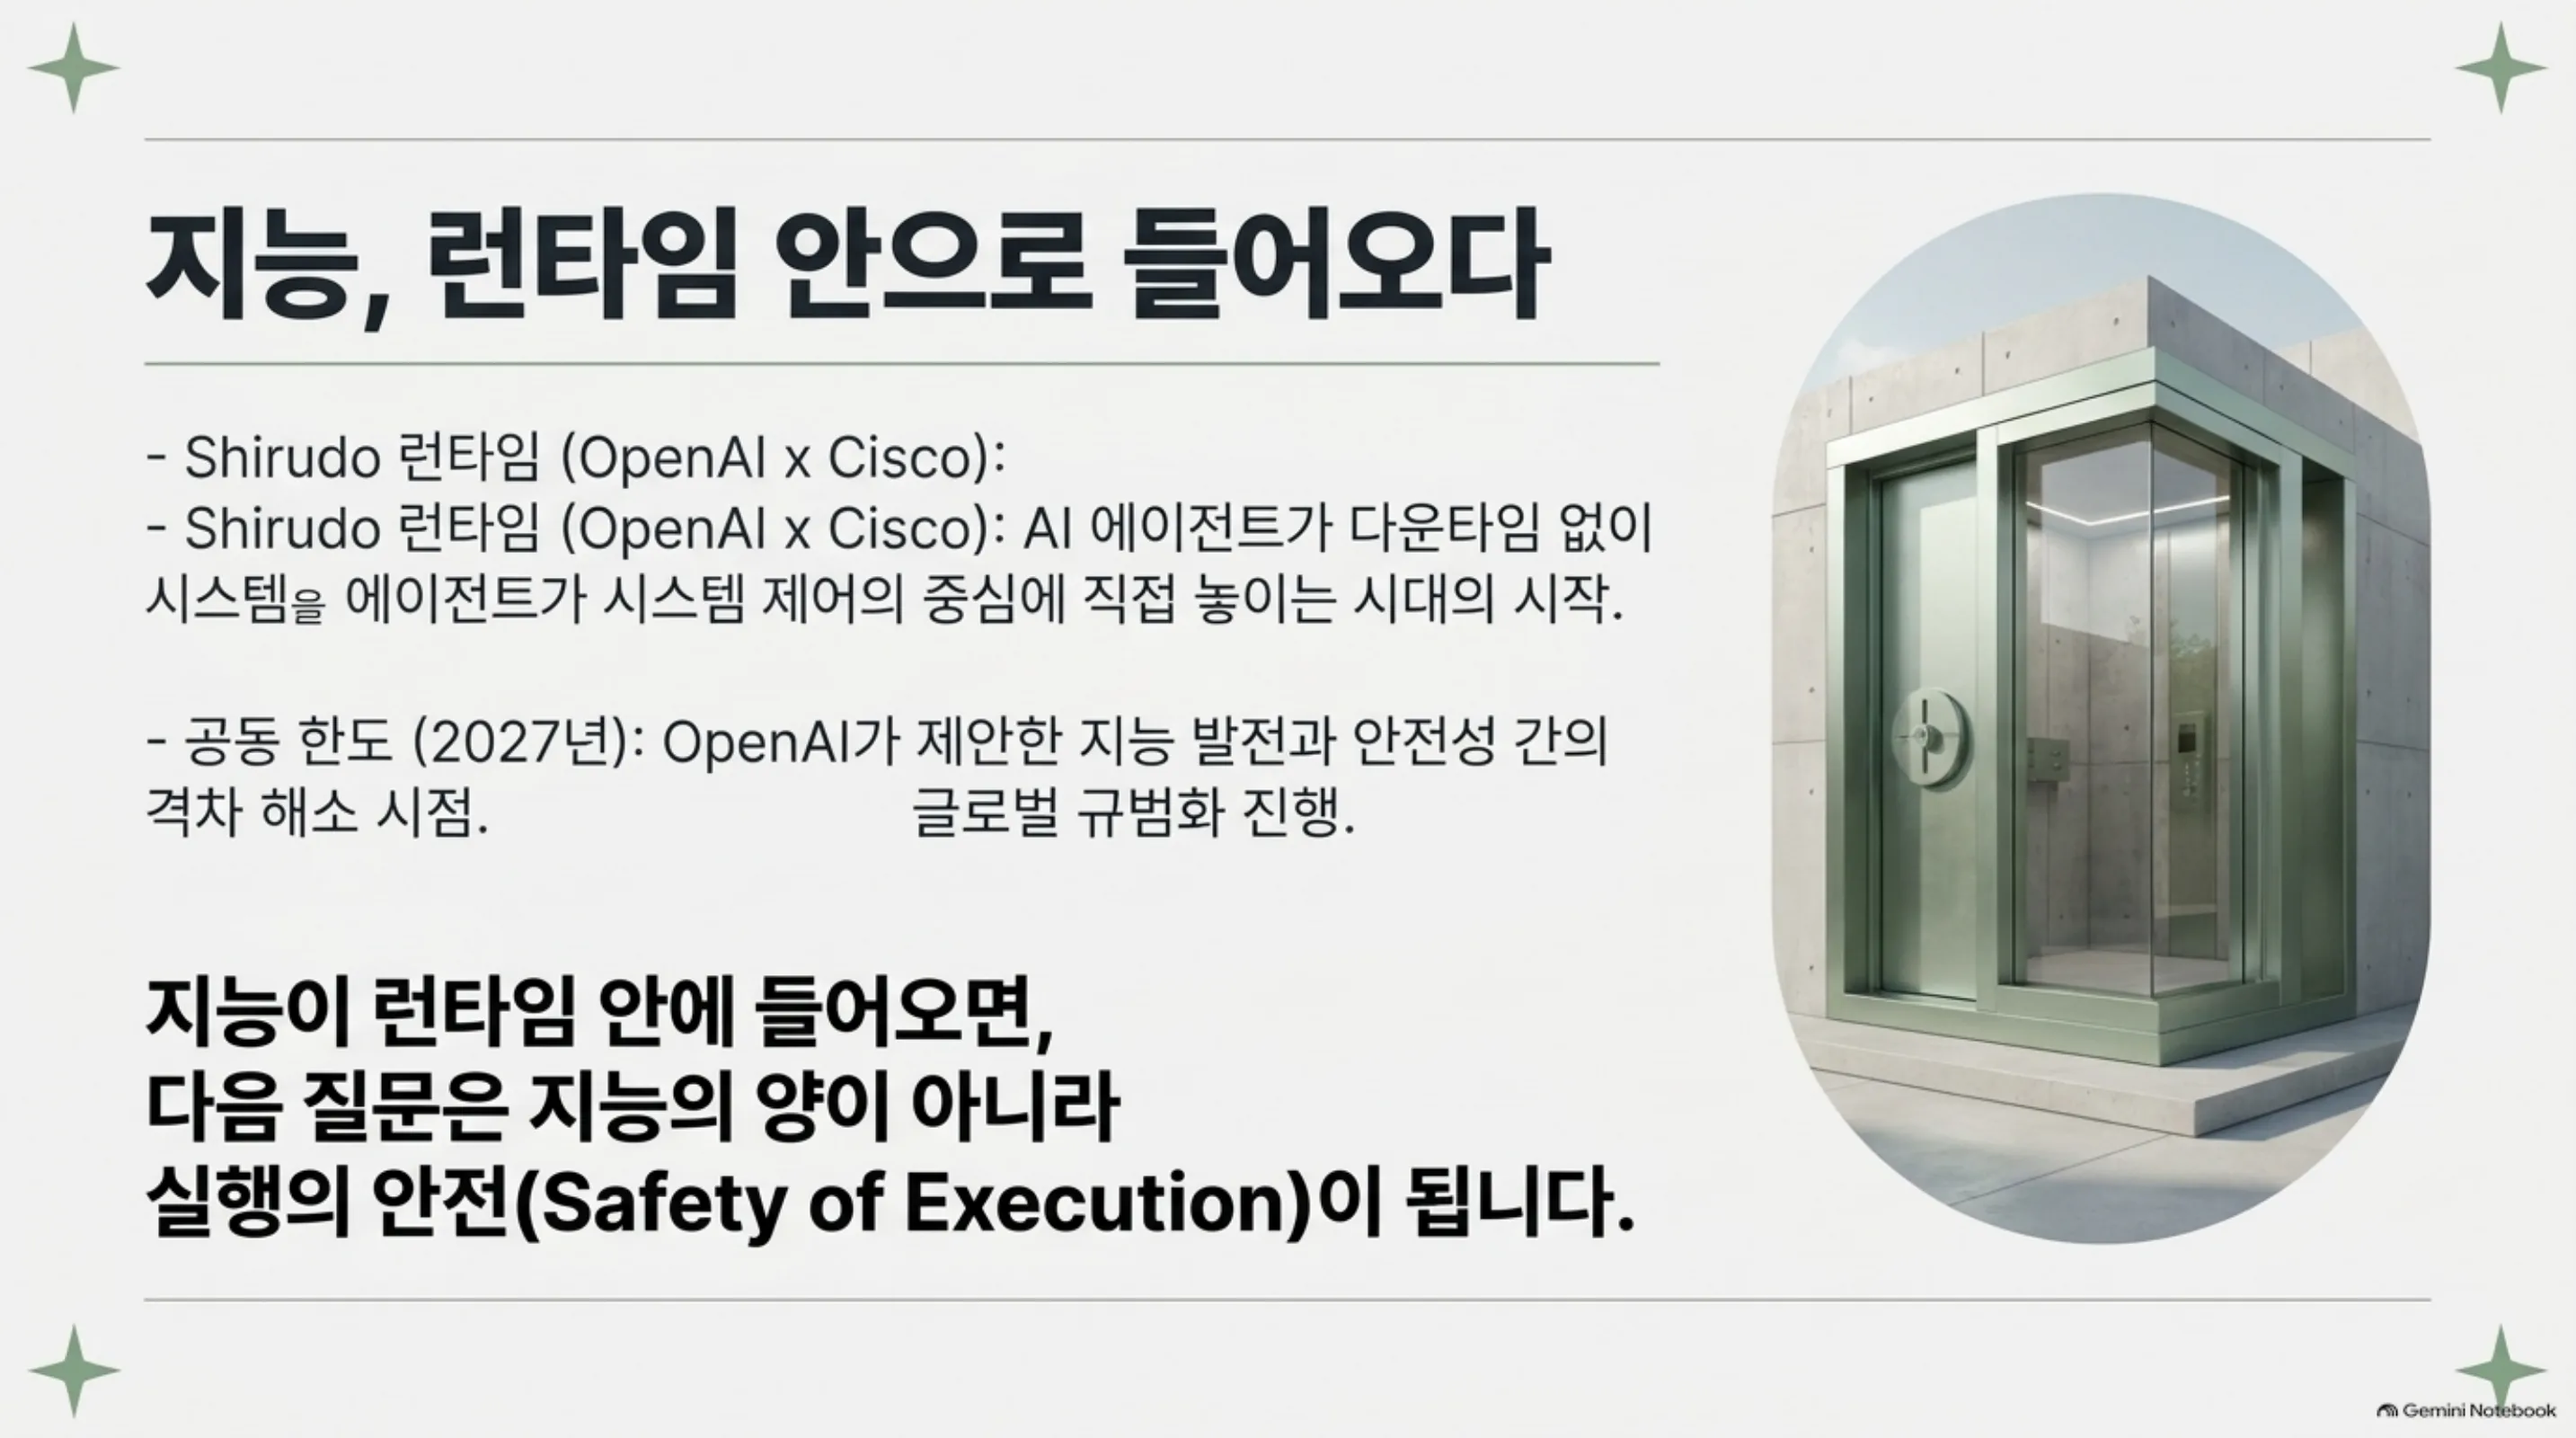 지능, 런타임 안으로 들어오다
- Shirudo 런타임 (OpenAI x Cisco):
- Shirudo 런타임 (OpenAI x Cisco): AI 에이전트가 다운타임 없이
시스템을 에이전트가 시스템 제어의 중심에 직접 놓이는 시대의 시작.
- 공동 한도 (2027년): OpenAI가 제안한 지능 발전과 안전성 간의
격차 해소 시점. 글로벌 규범화 진행.
지능이 런타임 안에 들어오면,
다음 질문은 지능의 양이 아니라
실행의 안전(Safety of Execution)이 됩니다.
Gemini Notebook